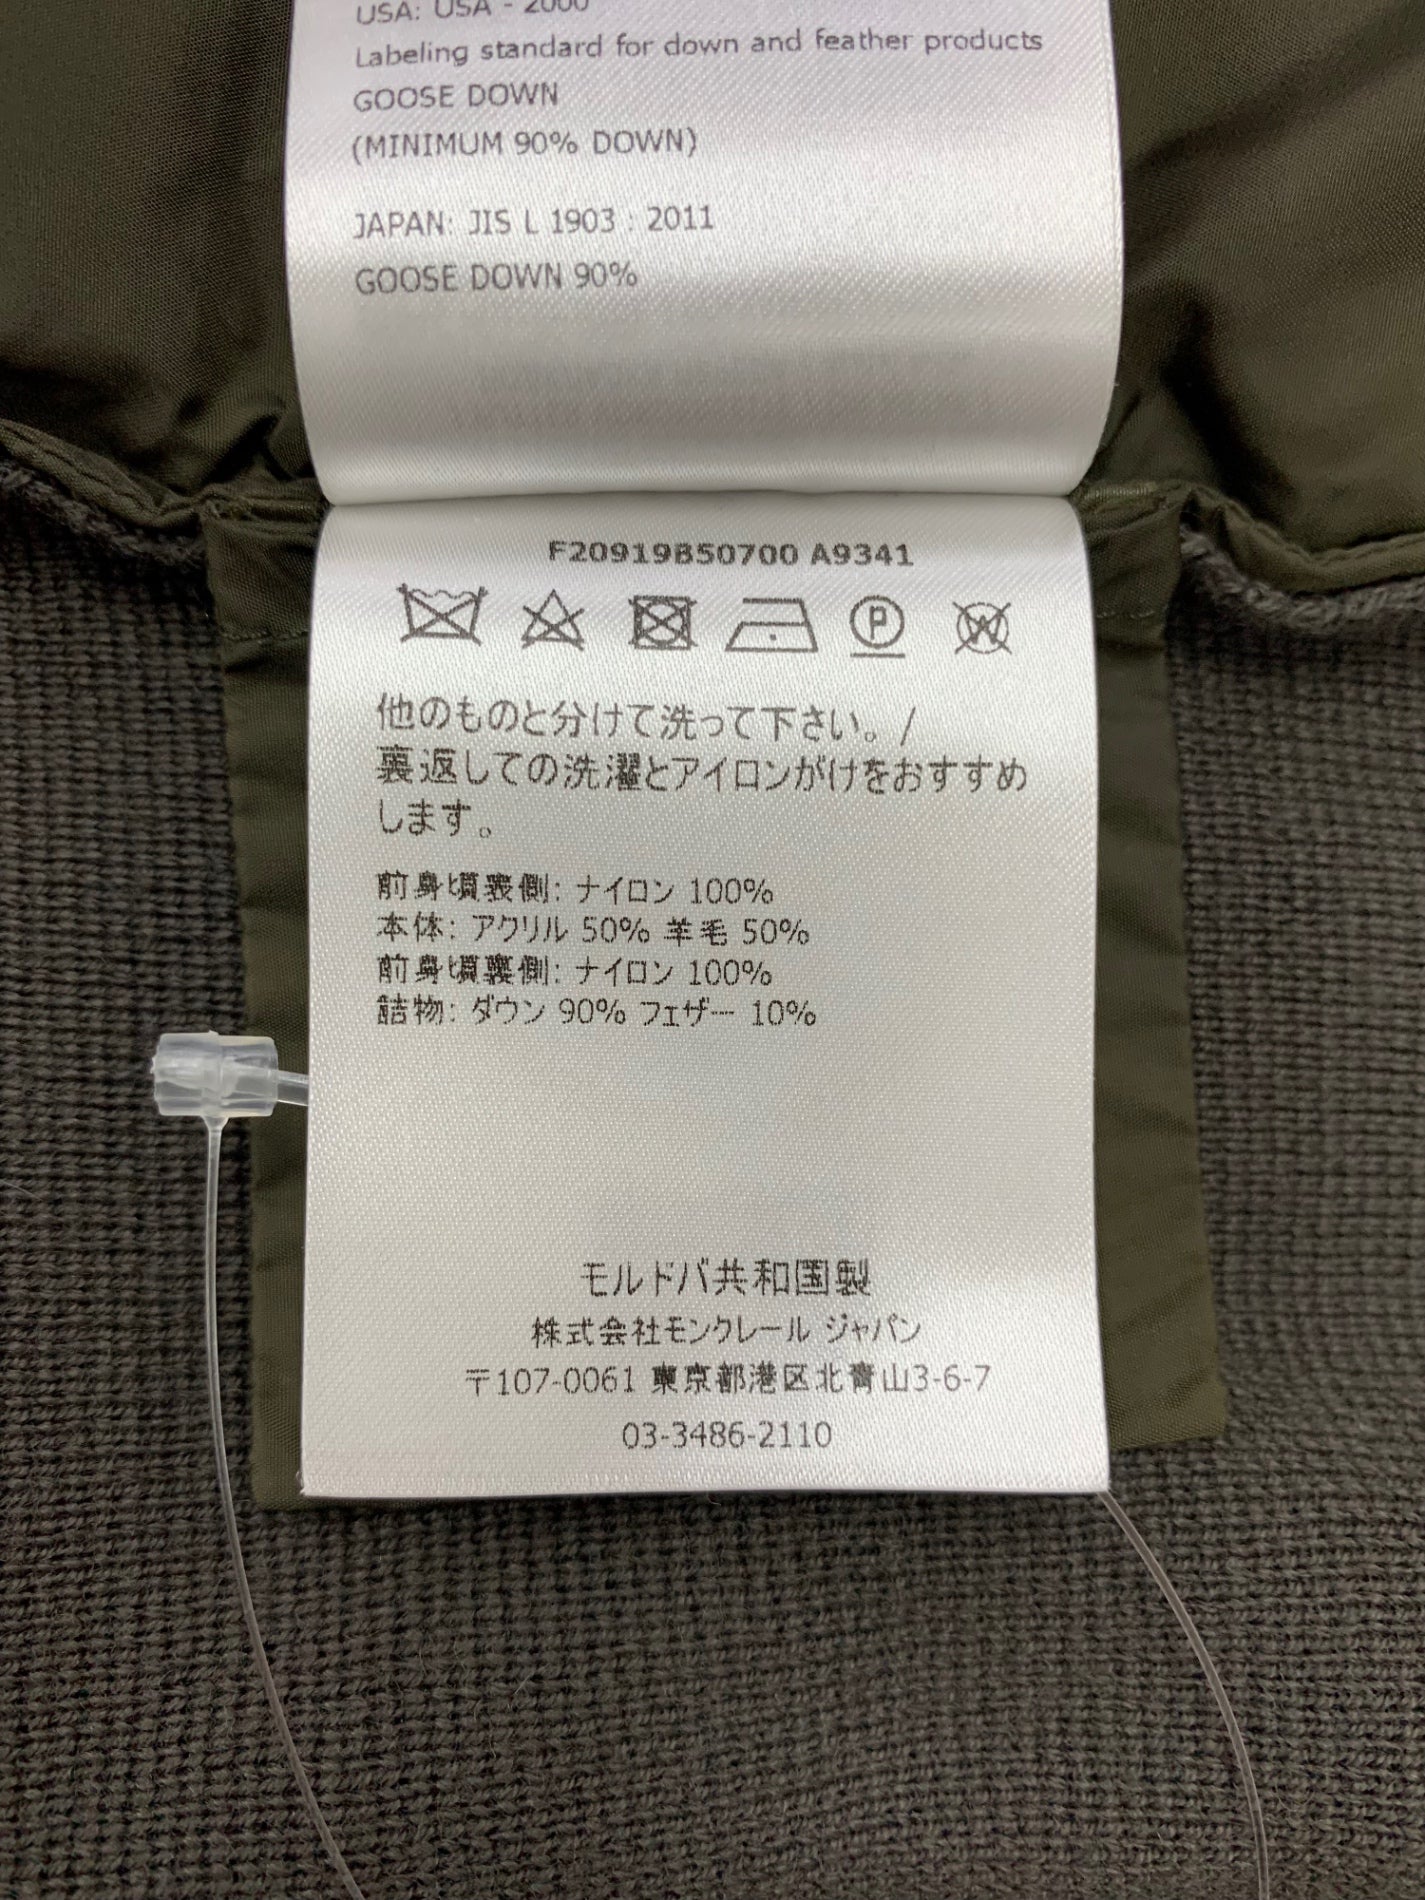 USA: USA - 2000
Labeling standard for down and feather products
GOOSE DOWN
(MINIMUM 90% DOWN)
JAPAN: JIS L 1903 : 2011
GOOSE DOWN 90%
F20919B50700 A9341
P
W
他のものと分けて洗って下さい。/
裏返しての洗濯とアイロンがけをおすすめ
します。
前身頃表側: ナイロン 100%
本体: アクリル 50% 羊毛 50%
前身頃裏側: ナイロン 100%
詰物: ダウン 90% フェザー 10%
モルドバ共和国製
株式会社モンクレール ジャパン
〒107-0061 東京都港区北青山3-6-7
03-3486-2110